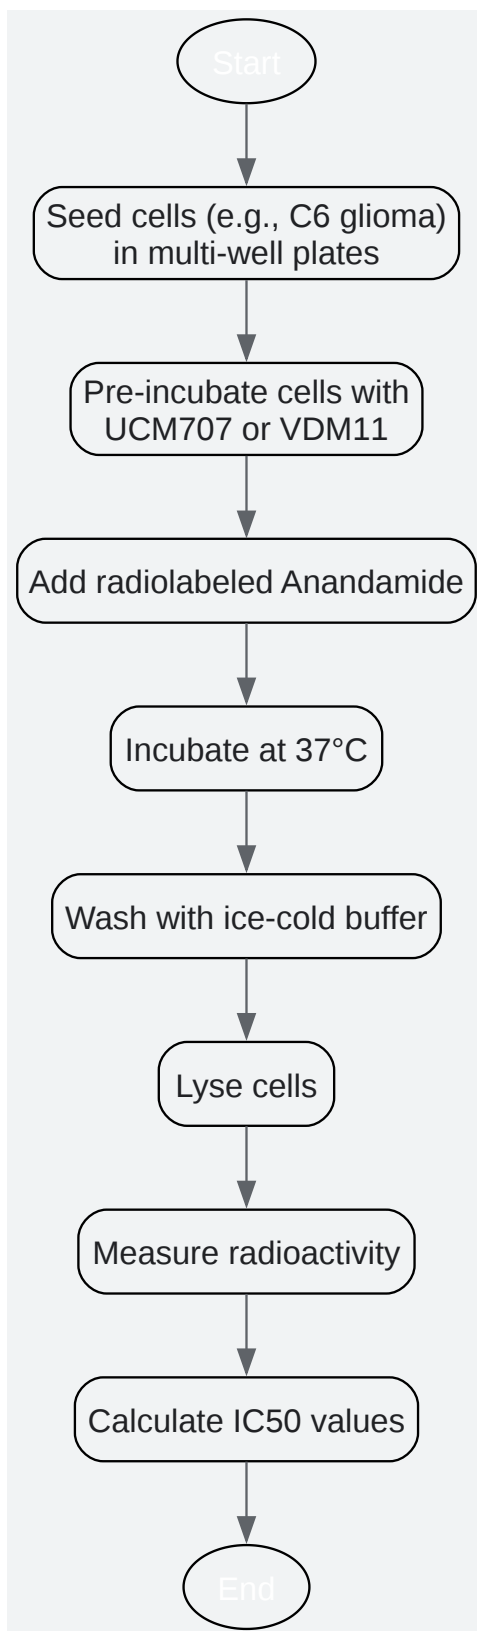 Start
Seed cells (e.g., C6 glioma)
in multi-well plates
Pre-incubate cells with
UCM707 or VDM11
Add radiolabeled Anandamide
Incubate at 37°C
Wash with ice-cold buffer
Lyse cells
Measure radioactivity
Calculate IC50 values
End